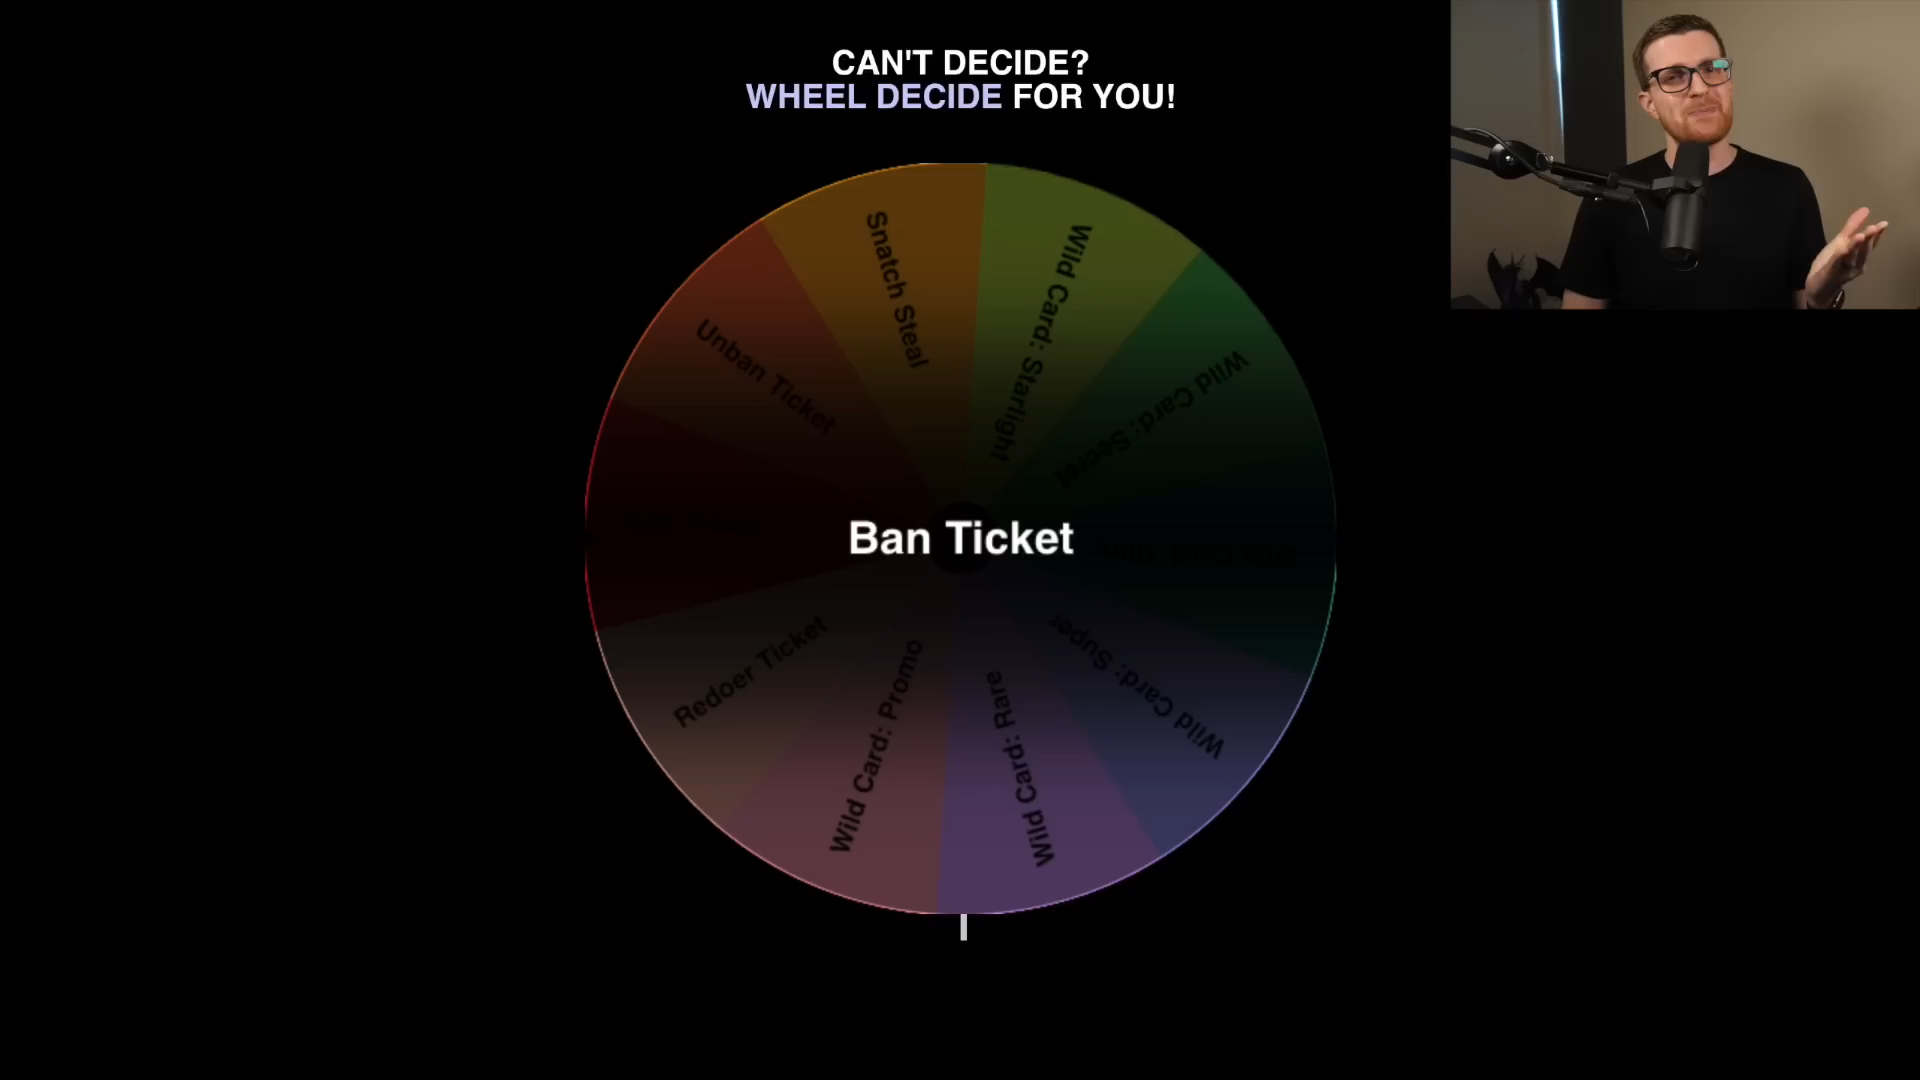 CAN'T DECIDE?
WHEEL DECIDE FOR YOU!
Snatch Steal
Wild Card: Starlight
Wild Card: Secret
Unban Ticket
Ban Ticket
Wild Card: Super
Redoer Ticket
Wild Card: Promo
Wild Card: Rare